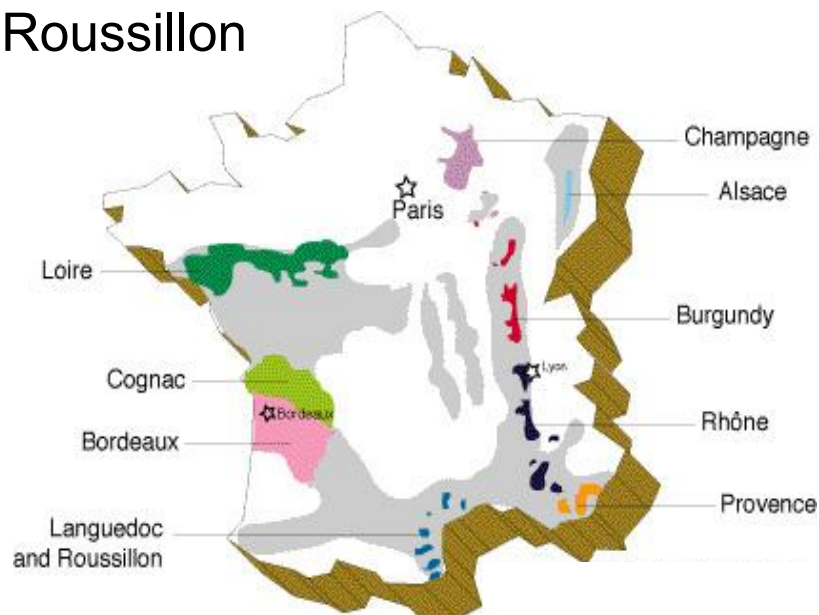 Roussillon
Champagne
Alsace
Paris
Loire
Burgundy
Lyon
Cognac
Bordeaux
Rhône
Bordeaux
Provence
Languedoc
and Roussillon